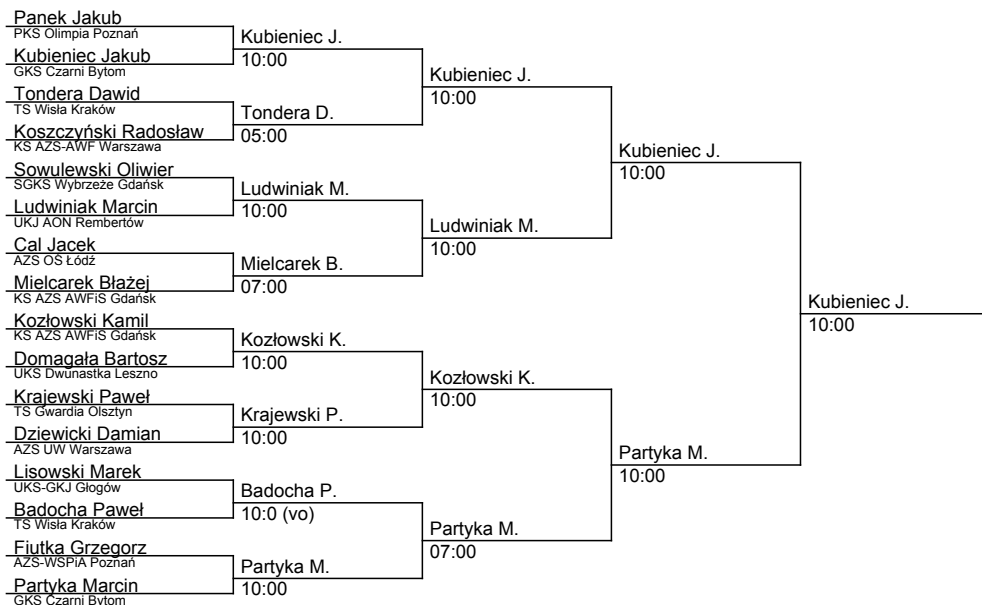 Panek Jakub
PKS Olimpia Poznań
Kubieniec Jakub
GKS Czarni Bytom
Tondera Dawid
TS Wisła Kraków
Koszczyński Radosław
KS AZS-AWF Warszawa
Sowulewski Oliwier
SGKS Wybrzeże Gdańsk
Ludwiniak Marcin
UKJ AON Rembertów
Cal Jacek
AZS OŚ Łódź
Mielcarek Błażej
KS AZS AWFiS Gdańsk
Kozłowski Kamil
KS AZS AWFiS Gdańsk
Domagała Bartosz
UKS Dwunastka Leszno
Krajewski Paweł
TS Gwardia Olsztyn
Dziewicki Damian
AZS UW Warszawa
Lisowski Marek
UKS-GKJ Głogów
Badocha Paweł
TS Wisła Kraków
Fiutka Grzegorz
AZS-WSPiA Poznań
Partyka Marcin
GKS Czarni Bytom
Kubieniec J.
10:00
Tondera D.
05:00
Ludwiniak M.
10:00
Mielcarek B.
07:00
Kozłowski K.
10:00
Krajewski P.
10:00
Badocha P.
10:0 (vo)
Partyka M.
10:00
Kubieniec J.
10:00
Ludwiniak M.
10:00
Kozłowski K.
10:00
Partyka M.
07:00
Kubieniec J.
10:00
Partyka M.
10:00
Kubieniec J.
10:00